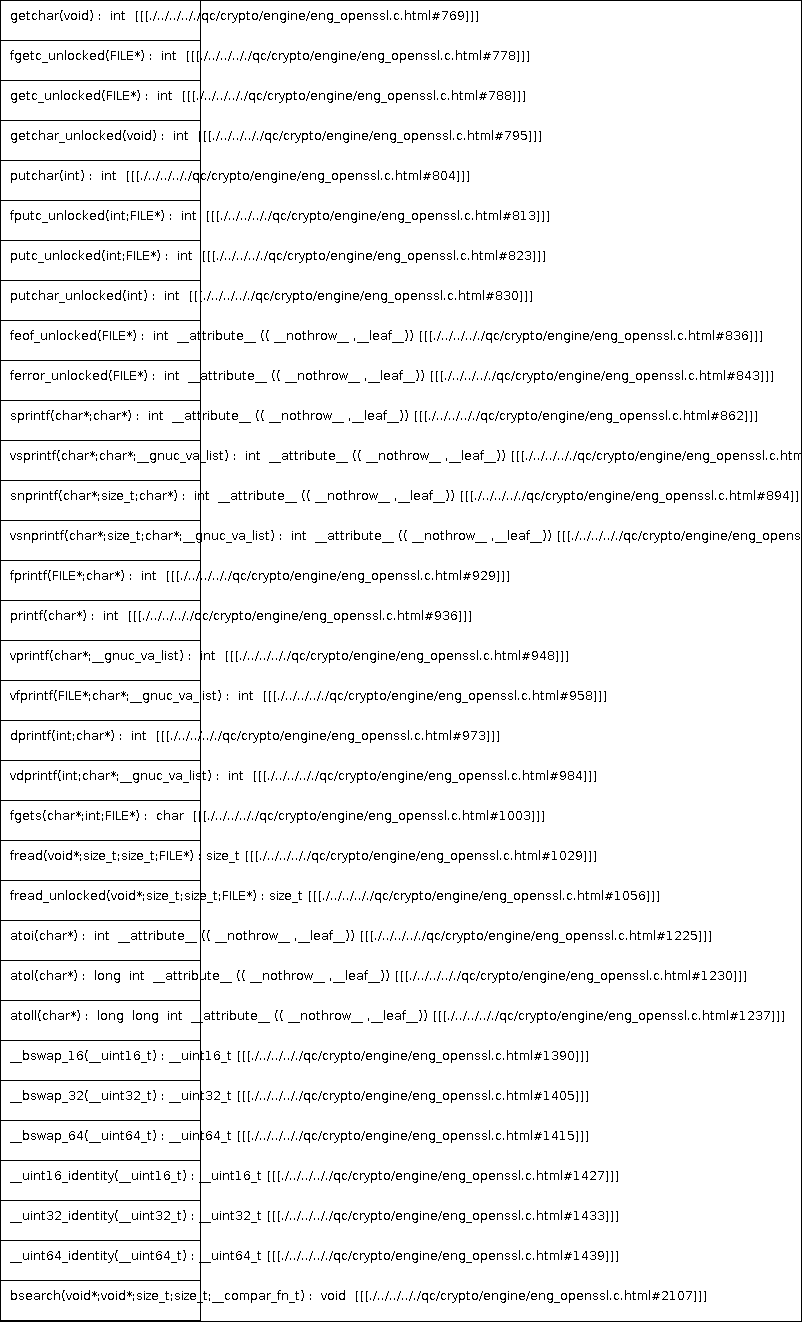 getchar(void) : int [[[./../../../qc/crypto/engine/eng_openssl.c.html#769]]]
fgetc_unlocked(FILE*) : int [[[./../../../qc/crypto/engine/eng_openssl.c.html#778]]]
getc_unlocked(FILE*) : int [[[./../../../qc/crypto/engine/eng_openssl.c.html#788]]]
getchar_unlocked(void) : int [[[./../../../qc/crypto/engine/eng_openssl.c.html#795]]]
putchar(int) : int [[[./../../../qc/crypto/engine/eng_openssl.c.html#804]]]
fputc_unlocked(int;FILE*) : int [[[./../../../qc/crypto/engine/eng_openssl.c.html#813]]]
putc_unlocked(int;FILE*) : int [[[./../../../qc/crypto/engine/eng_openssl.c.html#823]]]
putchar_unlocked(int) : int [[[./../../../qc/crypto/engine/eng_openssl.c.html#830]]]
feof_unlocked(FILE*) : int __attribute__ (( __nothrow__ ,__leaf__)) [[[./../../../qc/crypto/engine/eng_openssl.c.html#836]]]
ferror_unlocked(FILE*) : int __attribute__ (( __nothrow__ ,__leaf__)) [[[./../../../qc/crypto/engine/eng_openssl.c.html#843]]]
sprintf(char*;char*) : int __attribute__ (( __nothrow__ ,__leaf__)) [[[./../../../qc/crypto/engine/eng_openssl.c.html#862]]]
vsprintf(char*;char*;__gnuc_va_list) : int __attribute__ (( __nothrow__ ,__leaf__)) [[[./../../../qc/crypto/engine/eng_openssl.c.htm
snprintf(char*;size_t;char*) : int __attribute__ (( __nothrow__ ,__leaf__)) [[[./../../../qc/crypto/engine/eng_openssl.c.html#894]]]
vsnprintf(char*;size_t;char*;__gnuc_va_list) : int __attribute__ (( __nothrow__ ,__leaf__)) [[[./../../../qc/crypto/engine/eng_opens
fprintf(FILE*;char*) : int [[[./../../../qc/crypto/engine/eng_openssl.c.html#929]]]
printf(char*) : int [[[./../../../qc/crypto/engine/eng_openssl.c.html#936]]]
vprintf(char*;__gnuc_va_list) : int [[[./../../../qc/crypto/engine/eng_openssl.c.html#948]]]
vfprintf(FILE*;char*;__gnuc_va_list) : int [[[./../../../qc/crypto/engine/eng_openssl.c.html#958]]]
dprintf(int;char*) : int [[[./../../../qc/crypto/engine/eng_openssl.c.html#973]]]
vdprintf(int;char*;__gnuc_va_list) : int [[[./../../../qc/crypto/engine/eng_openssl.c.html#984]]]
fgets(char*;int;FILE*) : char [[[./../../../qc/crypto/engine/eng_openssl.c.html#1003]]]
fread(void*;size_t;size_t;FILE*) : size_t [[[./../../../qc/crypto/engine/eng_openssl.c.html#1029]]]
fread_unlocked(void*;size_t;size_t;FILE*) : size_t [[[./../../../qc/crypto/engine/eng_openssl.c.html#1056]]]
atoi(char*) : int __attribute__ (( __nothrow__ ,__leaf__)) [[[./../../../qc/crypto/engine/eng_openssl.c.html#1225]]]
atol(char*) : long int __attribute__ (( __nothrow__ ,__leaf__)) [[[./../../../qc/crypto/engine/eng_openssl.c.html#1230]]]
atoll(char*) : long long int __attribute__ (( __nothrow__ ,__leaf__)) [[[./../../../qc/crypto/engine/eng_openssl.c.html#1237]]]
__bswap_16(__uint16_t) : __uint16_t [[[./../../../qc/crypto/engine/eng_openssl.c.html#1390]]]
__bswap_32(__uint32_t) : __uint32_t [[[./../../../qc/crypto/engine/eng_openssl.c.html#1405]]]
__bswap_64(__uint64_t) : __uint64_t [[[./../../../qc/crypto/engine/eng_openssl.c.html#1415]]]
__uint16_identity(__uint16_t) : __uint16_t [[[./../../../qc/crypto/engine/eng_openssl.c.html#1427]]]
__uint32_identity(__uint32_t) : __uint32_t [[[./../../../qc/crypto/engine/eng_openssl.c.html#1433]]]
__uint64_identity(__uint64_t) : __uint64_t [[[./../../../qc/crypto/engine/eng_openssl.c.html#1439]]]
bsearch(void*;void*;size_t;size_t;__compar_fn_t) : void [[[./../../../qc/crypto/engine/eng_openssl.c.html#2107]]]